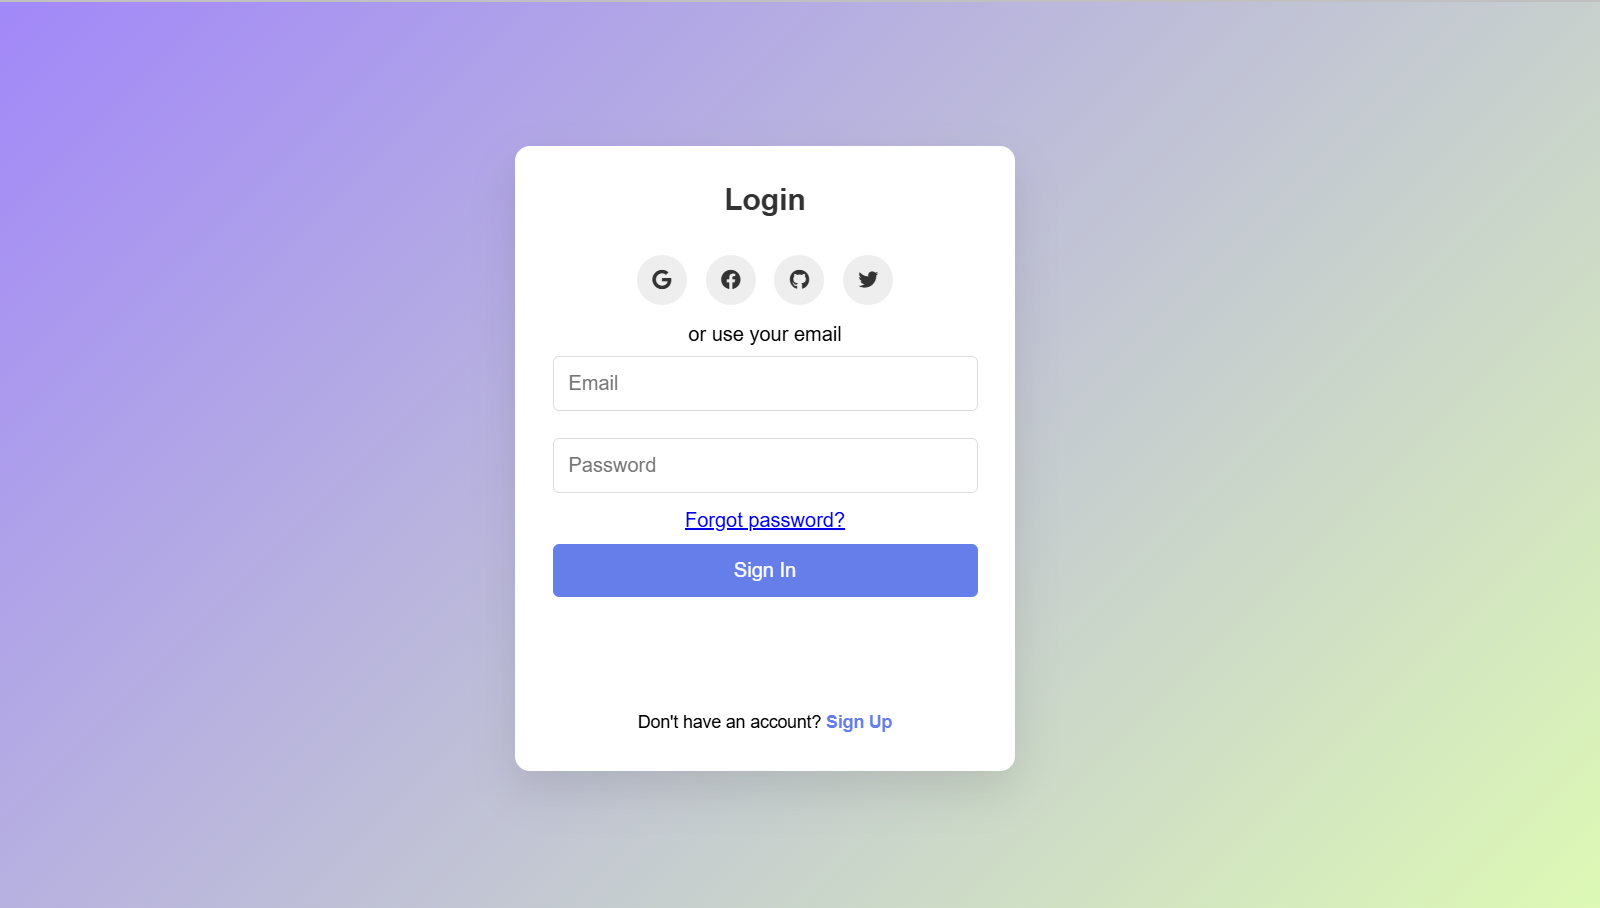 Login
or use your email
Email
Password
Forgot password?
Sign In
Don't have an account? Sign Up